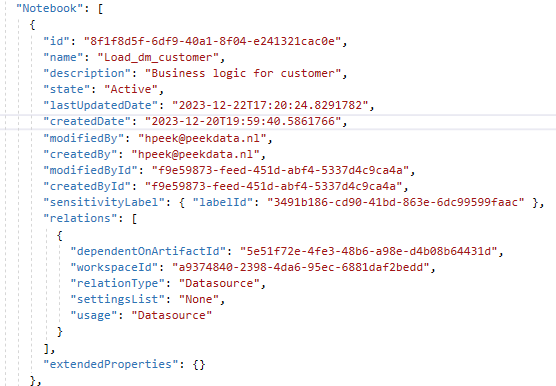 "Notebook": [
{
"id": "8f1f8d5f-6df9-40a1-8f04-e241321cac0e",
"name": "Load_dm_customer",
"description": "Business logic for customer",
"state": "Active",
"lastUpdatedDate": "2023-12-22T17:20:24.8291782",
"createdDate": "2023-12-20T19:59:40.5861766",
"modifiedBy": "hpeek@peekdata.nl",
"createdBy": "hpeek@peekdata.nl",
"modifiedById": "f9e59873-feed-451d-abf4-5337d4c9ca4a",
"createdById": "f9e59873-feed-451d-abf4-5337d4c9ca4a",
"sensitivityLabel": { "labelId": "3491b186-cd90-41bd-863e-6dc99599faac" },
"relations": [
{
"dependentOnArtifactId": "5e51f72e-4fe3-48b6-a98e-d4b08b64431d",
"workspaceId": "a9374840-2398-4da6-95ec-6881daf2bedd",
"relationType": "Datasource",
"settingsList": "None",
"usage": "Datasource"
}
],
"extendedProperties": {}
},